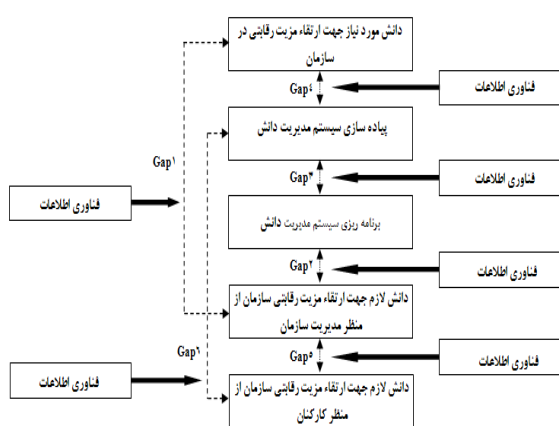 دانش مورد نیاز جهت ارتقاء مزیت رقابتی در
سازمان
Gap۴
فناوری اطلاعات
پیاده سازی سیستم مدیریت دانش
Gap۱
Gap۳
فناوری اطلاعات
فناوری اطلاعات
برنامه ریزی سیستم مدیریت دانش
Gap۲
فناوری اطلاعات
دانش لازم جهت ارتقاء مزیت رقابتی سازمان از
منظر مدیریت سازمان
Gap۵
فناوری اطلاعات
Gap۶
فناوری اطلاعات
دانش لازم جهت ارتقاء مزیت رقابتی سازمان از
منظر کارکنان